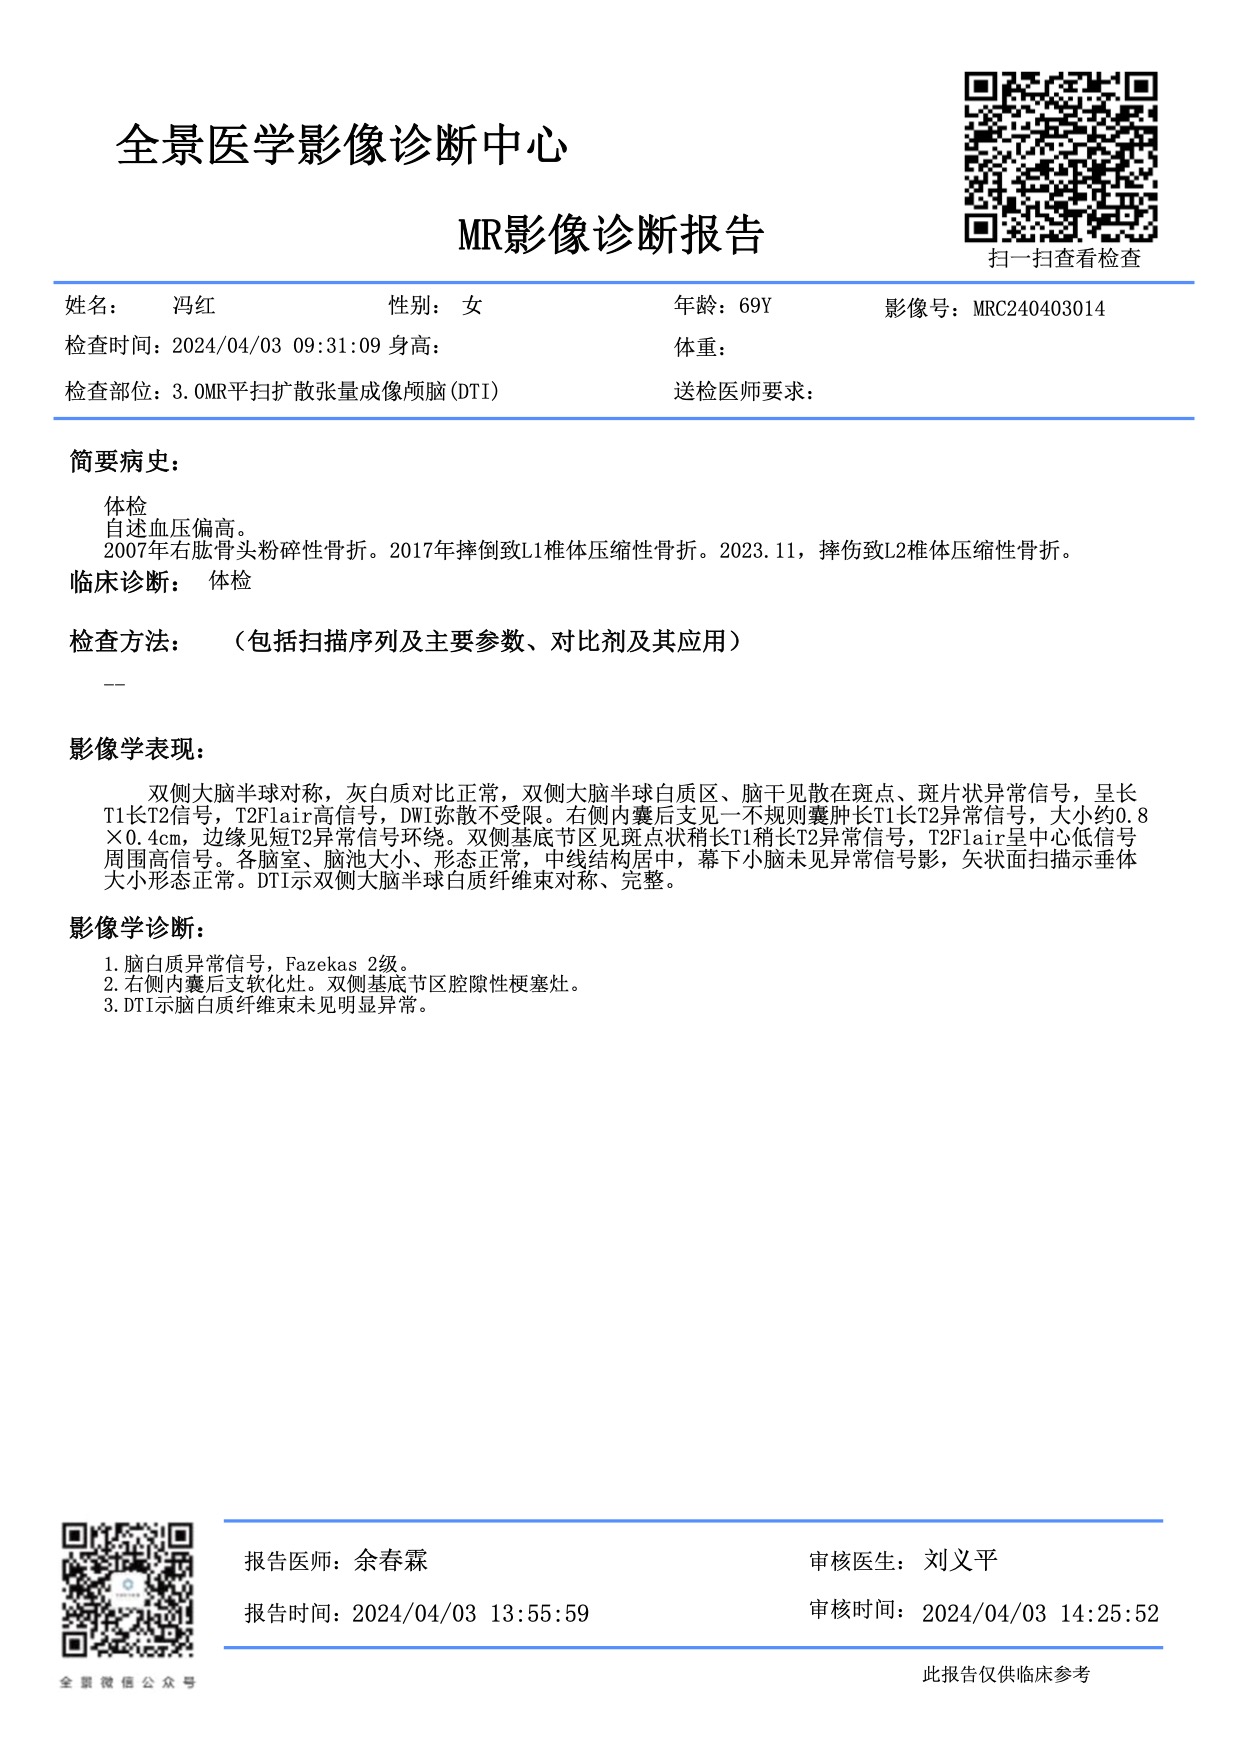 全景医学影像诊断中心
MR影像诊断报告
扫一扫查看检查
姓名： 冯红 性别： 女 年龄：69Y 影像号：MRC240403014
检查时间：2024/04/03 09:31:09 身高： 体重：
检查部位：3.0MR平扫扩散张量成像颅脑(DTI) 送检医师要求：
简要病史：
体检
自述血压偏高。
2007年右肱骨头粉碎性骨折。2017年摔倒致L1椎体压缩性骨折。2023.11，摔伤致L2椎体压缩性骨折。
临床诊断： 体检
检查方法： （包括扫描序列及主要参数、对比剂及其应用）
--
影像学表现：
双侧大脑半球对称，灰白质对比正常，双侧大脑半球白质区、脑干见散在斑点、斑片状异常信号，呈长
T1长T2信号，T2Flair高信号，DWI弥散不受限。右侧内囊后支见一不规则囊肿长T1长T2异常信号，大小约0.8
×0.4cm，边缘见短T2异常信号环绕。双侧基底节区见斑点状稍长T1稍长T2异常信号，T2Flair呈中心低信号
周围高信号。各脑室、脑池大小、形态正常，中线结构居中，幕下小脑未见异常信号影，矢状面扫描示垂体
大小形态正常。DTI示双侧大脑半球白质纤维束对称、完整。
影像学诊断：
1.脑白质异常信号，Fazekas 2级。
2.右侧内囊后支软化灶。双侧基底节区腔隙性梗塞灶。
3.DTI示脑白质纤维束未见明显异常。
报告医师：余春霖 审核医生： 刘义平
报告时间：2024/04/03 13:55:59 审核时间： 2024/04/03 14:25:52
全景微信公众号
此报告仅供临床参考